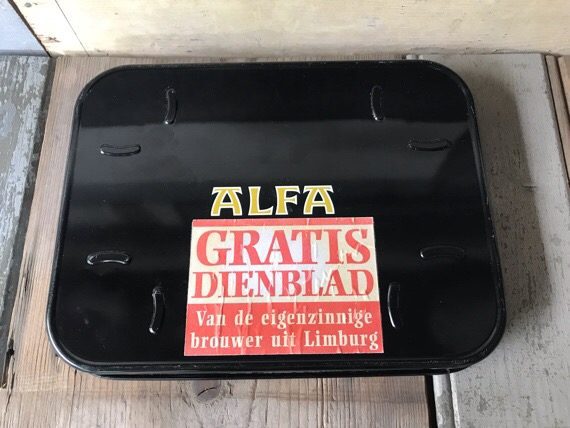 ALFA
GRATIS
DIENBLAD
Van de eigenzinnige
brouwer uit Limburg